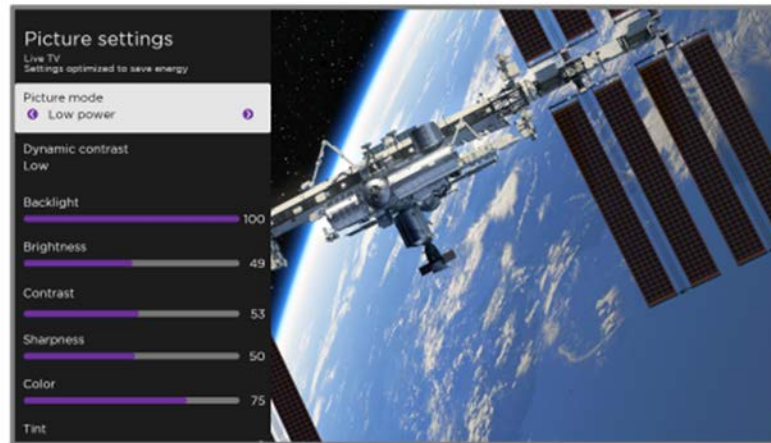 Picture settings
Live TV
Settings optimized to save energy
Picture mode
Low power
Dynamic contrast
Low
Backlight
100
Brightness
49
Contrast
53
Sharpness
50
Color
75
Tint